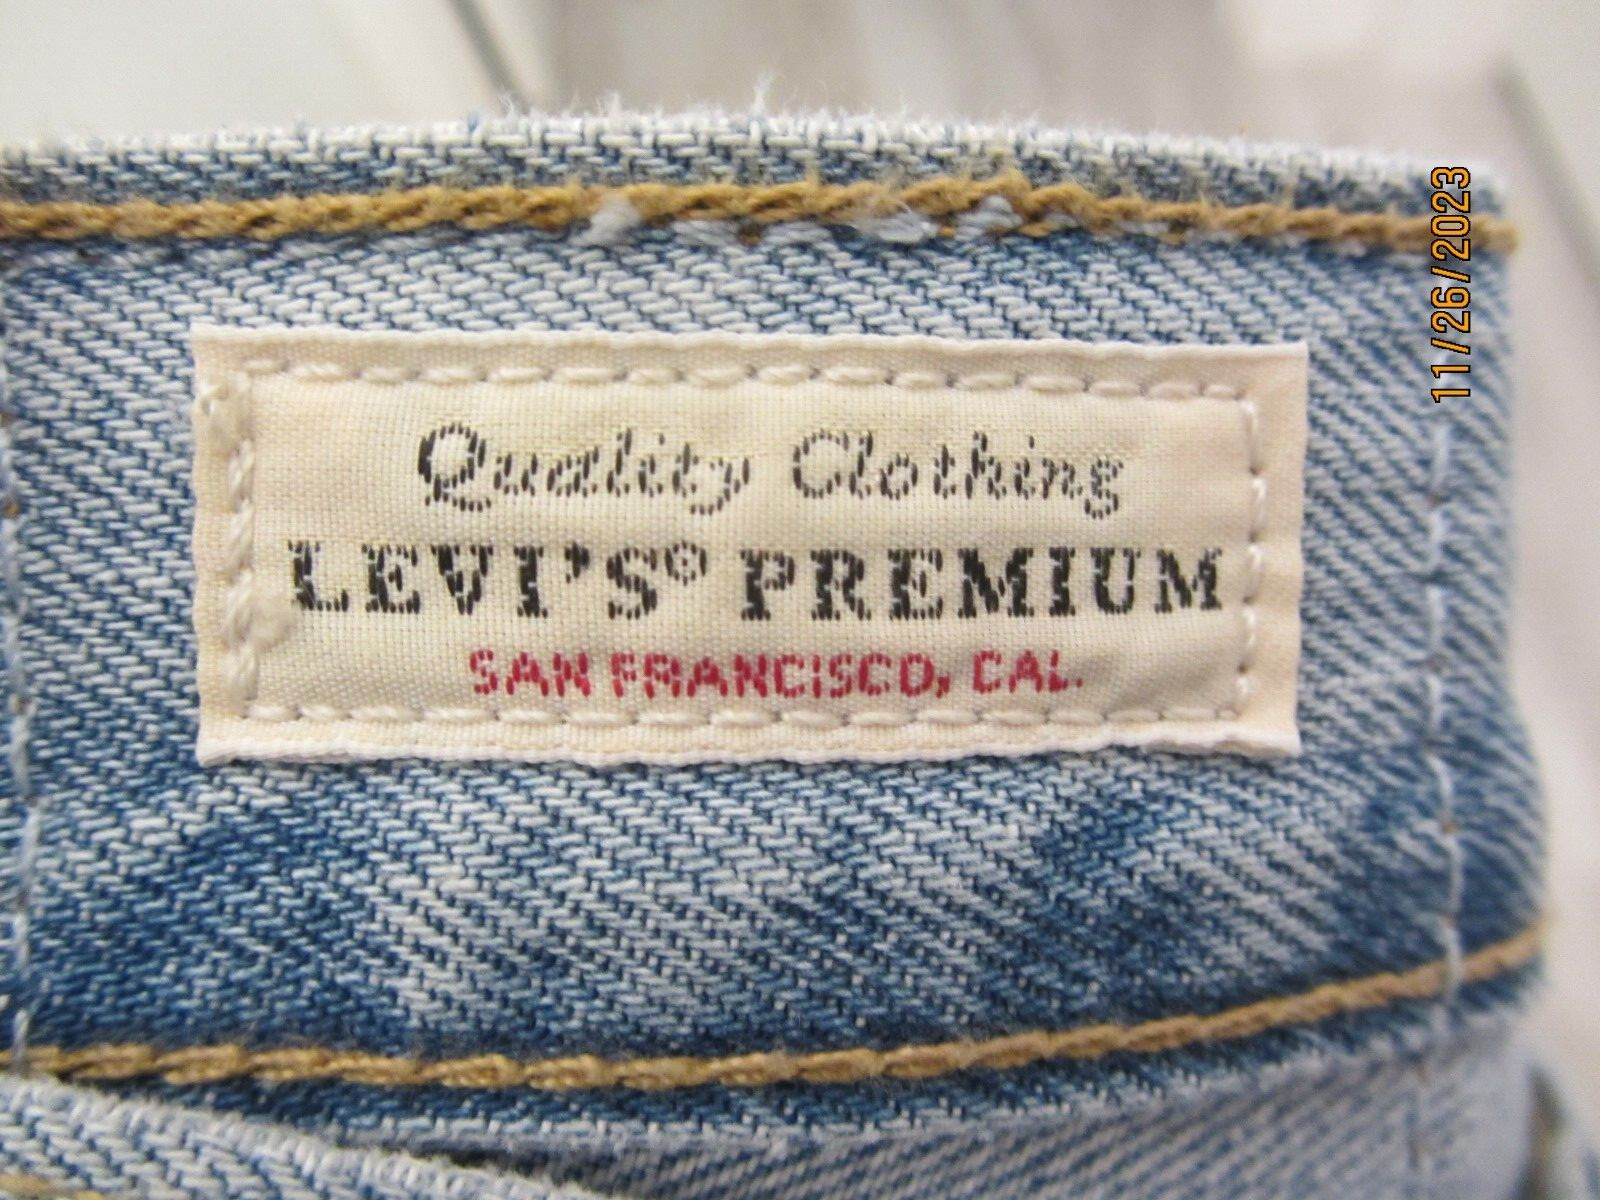 Quality Clothing
LEVI'S® PREMIUM
SAN FRANCISCO, CAL.
11/26/2023